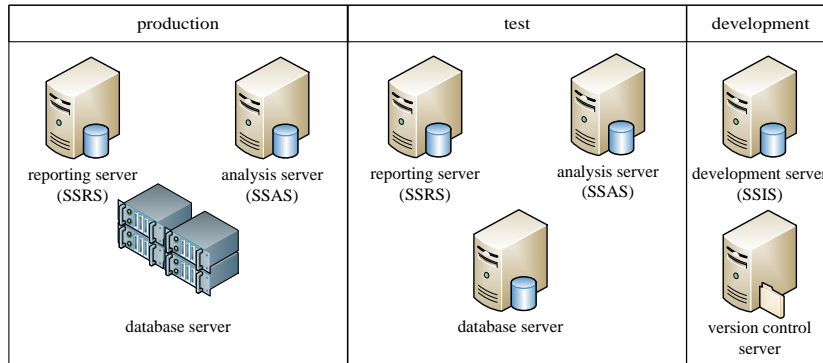 production
test
development
reporting server
(SSRS)
analysis server
(SSAS)
reporting server
(SSRS)
analysis server
(SSAS)
development server
(SSIS)
database server
database server
version control
server